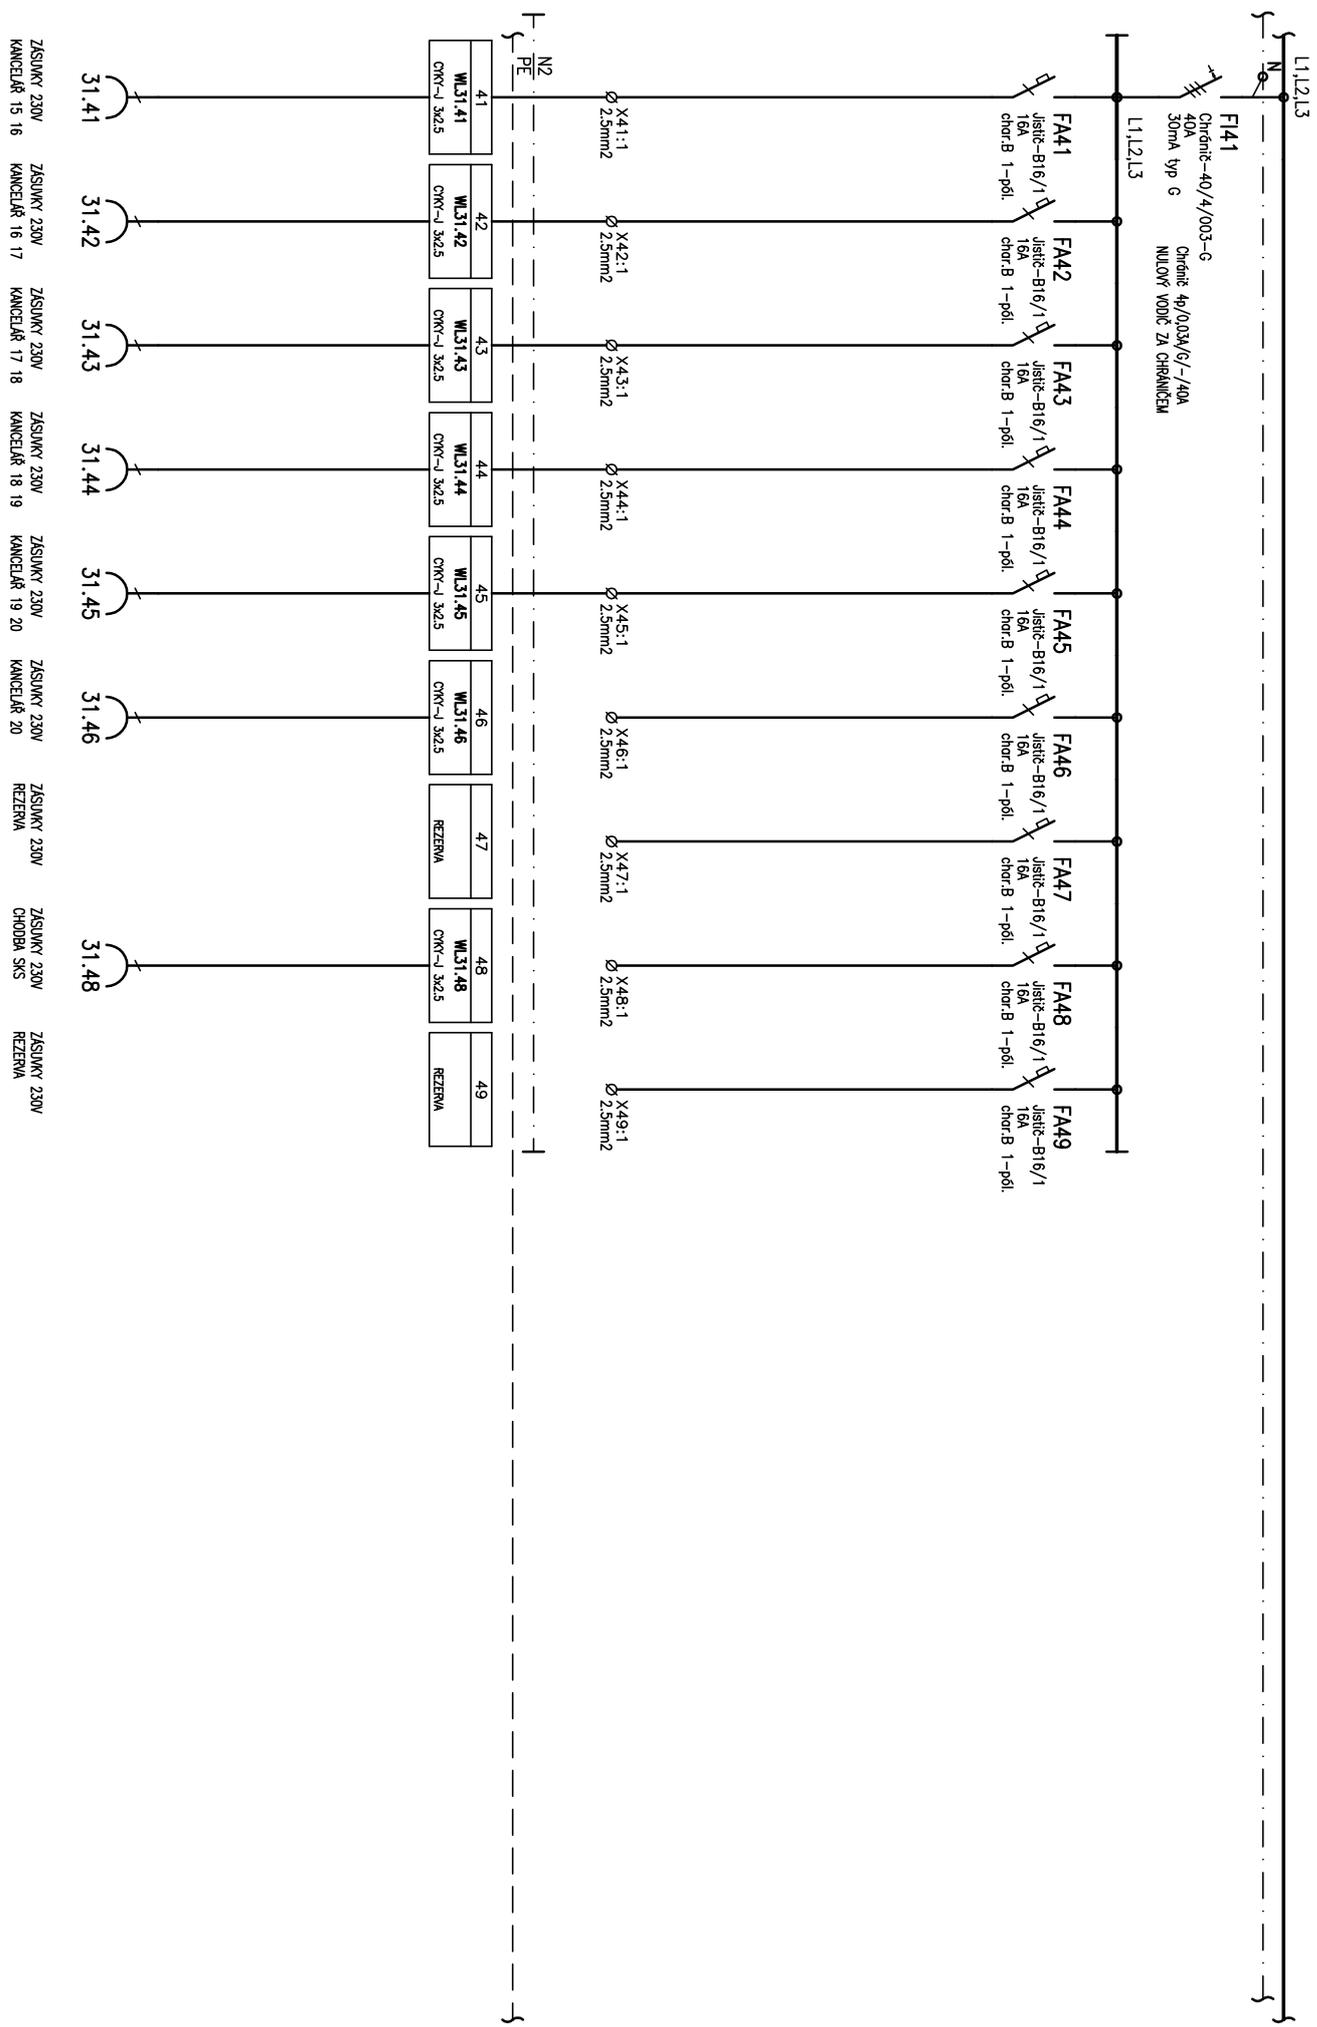 L1,L2,L3
N
FI41
Chránič-40/4/003-G
40A
30mA typ G
Chránič 4p/0,03A/G/-/40A
NULOVÝ VODIČ ZA CHRÁNIČEM
L1,L2,L3
FA41
Jistič-B16/1
16A
char.B 1-pól.
FA42
Jistič-B16/1
16A
char.B 1-pól.
FA43
Jistič-B16/1
16A
char.B 1-pól.
FA44
Jistič-B16/1
16A
char.B 1-pól.
FA45
Jistič-B16/1
16A
char.B 1-pól.
FA46
Jistič-B16/1
16A
char.B 1-pól.
FA47
Jistič-B16/1
16A
char.B 1-pól.
FA48
Jistič-B16/1
16A
char.B 1-pól.
FA49
Jistič-B16/1
16A
char.B 1-pól.
X41:1
2.5mm2
X42:1
2.5mm2
X43:1
2.5mm2
X44:1
2.5mm2
X45:1
2.5mm2
X46:1
2.5mm2
X47:1
2.5mm2
X48:1
2.5mm2
X49:1
2.5mm2
N2
PE
41
WL31.41
CYKY-J 3x2.5
42
WL31.42
CYKY-J 3x2.5
43
WL31.43
CYKY-J 3x2.5
44
WL31.44
CYKY-J 3x2.5
45
WL31.45
CYKY-J 3x2.5
46
WL31.46
CYKY-J 3x2.5
47
REZERVA
48
WL31.48
CYKY-J 3x2.5
49
REZERVA
31.41
31.42
31.43
31.44
31.45
31.46
31.48
ZÁSUVKY 230V
KANCELÁŘ 15 16
ZÁSUVKY 230V
KANCELÁŘ 16 17
ZÁSUVKY 230V
KANCELÁŘ 17 18
ZÁSUVKY 230V
KANCELÁŘ 18 19
ZÁSUVKY 230V
KANCELÁŘ 19 20
ZÁSUVKY 230V
KANCELÁŘ 20
ZÁSUVKY 230V
REZERVA
ZÁSUVKY 230V
CHODBA SKS
ZÁSUVKY 230V
REZERVA